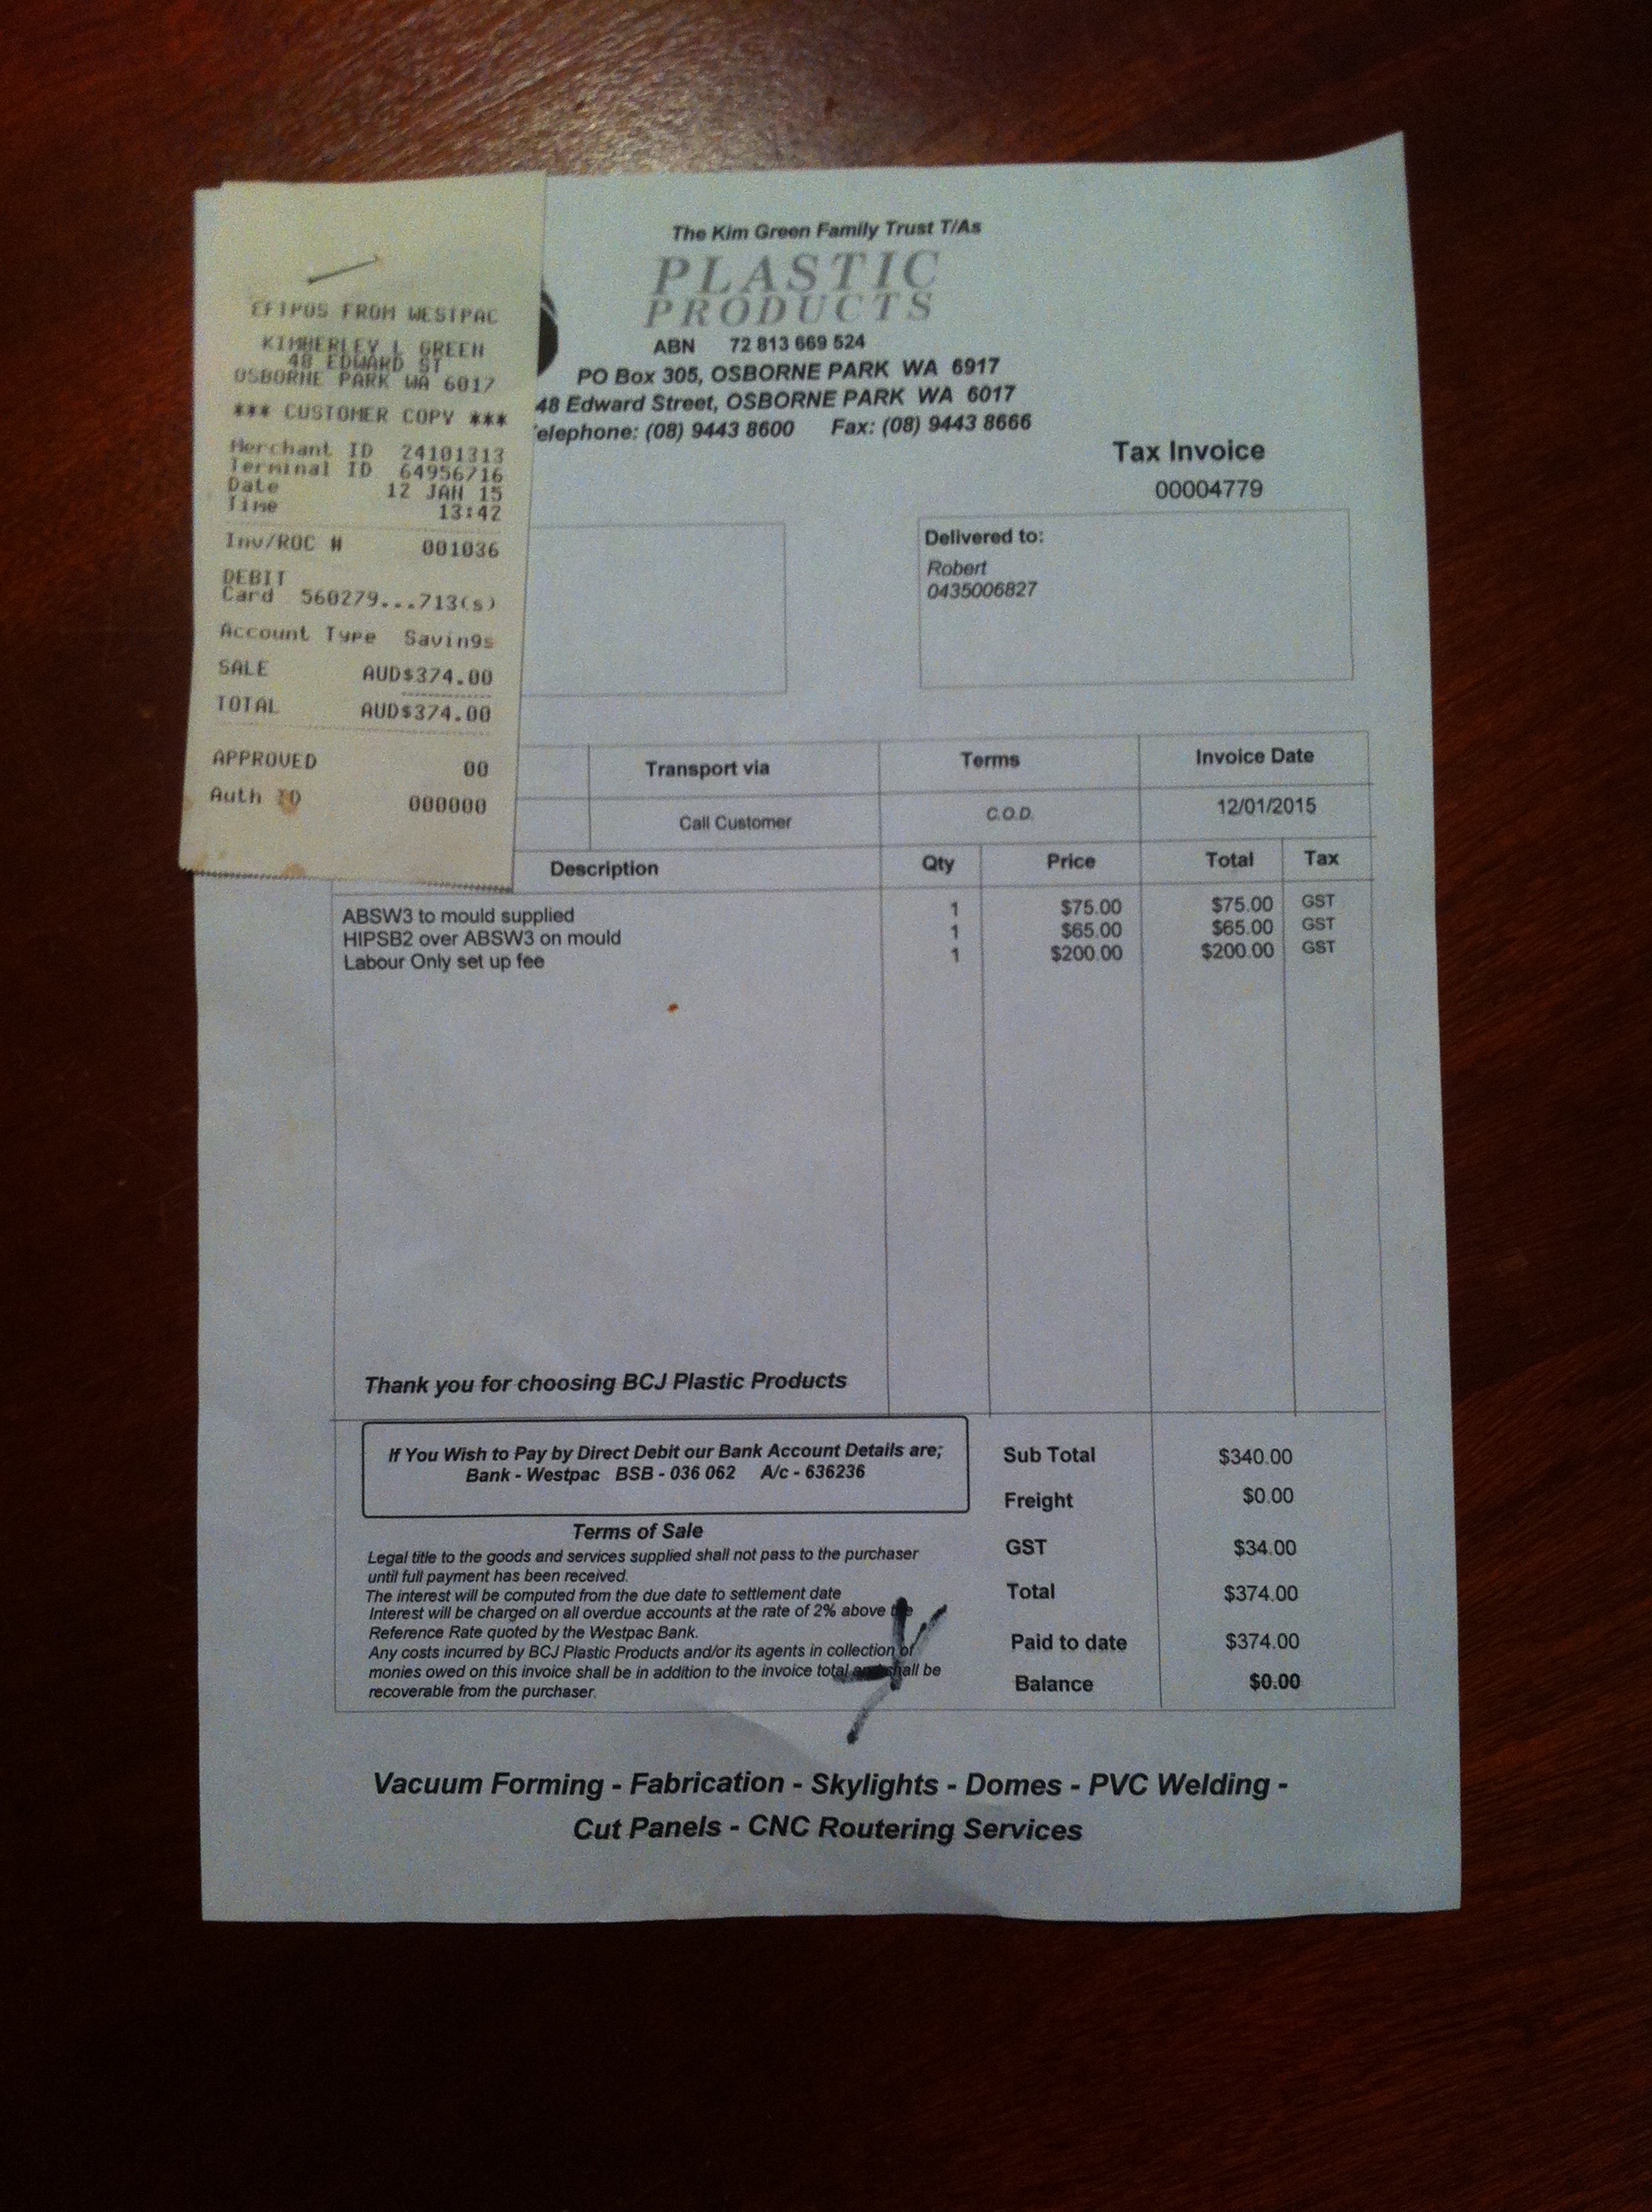 EFTPOS FROM WESTPAC
KIMBERLEY L GREEN
48 EDWARD ST
OSBORNE PARK WA 6017
*** CUSTOMER COPY ***
Merchant ID 24101313
Terminal ID 64956716
Date 12 JAN 15
Time 13:42
Inv/ROC # 001036
DEBIT
Card 560279...713(s)
Account Type Savings
SALE AUD$374.00
TOTAL AUD$374.00
APPROVED 00
Auth ID 000000
The Kim Green Family Trust T/As
PLASTIC
PRODUCTS
ABN 72 813 669 524
PO Box 305, OSBORNE PARK WA 6917
48 Edward Street, OSBORNE PARK WA 6017
elephone: (08) 9443 8600 Fax: (08) 9443 8666
Tax Invoice
00004779
Delivered to:
Robert
0435006827
Transport via Terms Invoice Date
Call Customer C.O.D. 12/01/2015
Description Qty Price Total Tax
ABSW3 to mould supplied 1 $75.00 $75.00 GST
HIPSB2 over ABSW3 on mould 1 $65.00 $65.00 GST
Labour Only set up fee 1 $200.00 $200.00 GST
Thank you for choosing BCJ Plastic Products
If You Wish to Pay by Direct Debit our Bank Account Details are;
Bank - Westpac BSB - 036 062 A/c - 636236
Terms of Sale
Legal title to the goods and services supplied shall not pass to the purchaser
until full payment has been received.
The interest will be computed from the due date to settlement date
Interest will be charged on all overdue accounts at the rate of 2% above the
Reference Rate quoted by the Westpac Bank.
Any costs incurred by BCJ Plastic Products and/or its agents in collection of
monies owed on this invoice shall be in addition to the invoice total and shall be
recoverable from the purchaser.
Sub Total $340.00
Freight $0.00
GST $34.00
Total $374.00
Paid to date $374.00
Balance $0.00
Vacuum Forming - Fabrication - Skylights - Domes - PVC Welding -
Cut Panels - CNC Routering Services